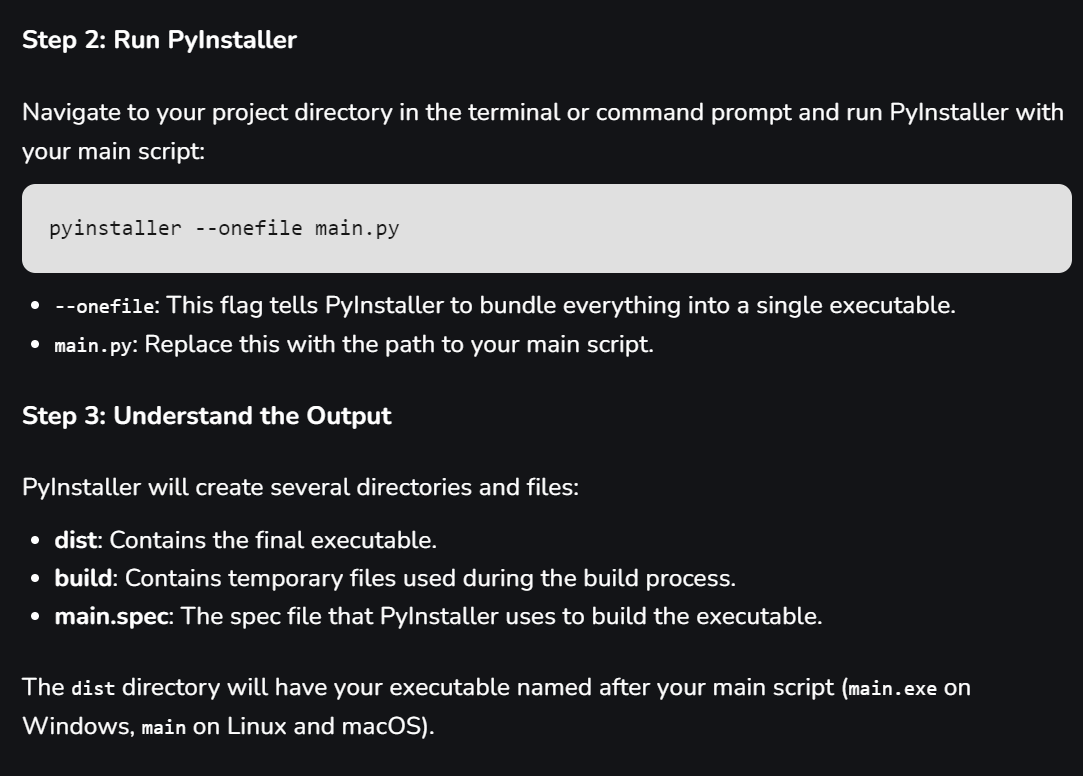 Step 2: Run PyInstaller
Navigate to your project directory in the terminal or command prompt and run PyInstaller with
your main script:
pyinstaller --onefile main.py
• --onefile: This flag tells PyInstaller to bundle everything into a single executable.
• main.py: Replace this with the path to your main script.
Step 3: Understand the Output
PyInstaller will create several directories and files:
• dist: Contains the final executable.
• build: Contains temporary files used during the build process.
• main.spec: The spec file that PyInstaller uses to build the executable.
The dist directory will have your executable named after your main script (main.exe on
Windows, main on Linux and macOS).